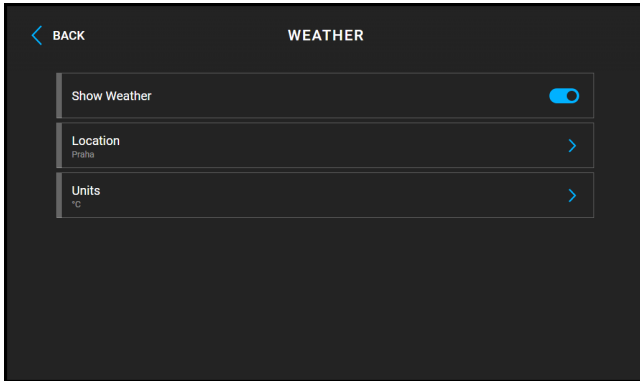 BACK
WEATHER
Show Weather
Location
Praha
Units
°C